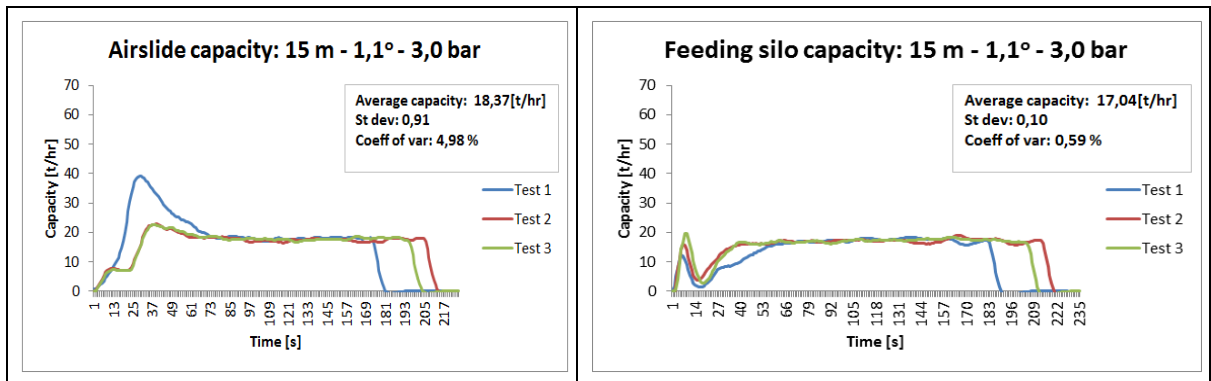 Airslide capacity: 15 m - 1,1° - 3,0 bar
Average capacity: 18,37[t/hr]
St dev: 0,91
Coeff of var: 4,98 %
Capacity [t/hr]
70
60
50
40
30
20
10
0
Test 1
Test 2
Test 3
1 13 25 37 49 61 73 85 97 109 121 133 145 157 169 181 193 205 217
Time [s]
Feeding silo capacity: 15 m - 1,1° - 3,0 bar
Average capacity: 17,04[t/hr]
St dev: 0,10
Coeff of var: 0,59 %
Capacity [t/hr]
70
60
50
40
30
20
10
0
Test 1
Test 2
Test 3
1 14 27 40 53 66 79 92 105 118 131 144 157 170 183 196 209 222 235
Time [s]